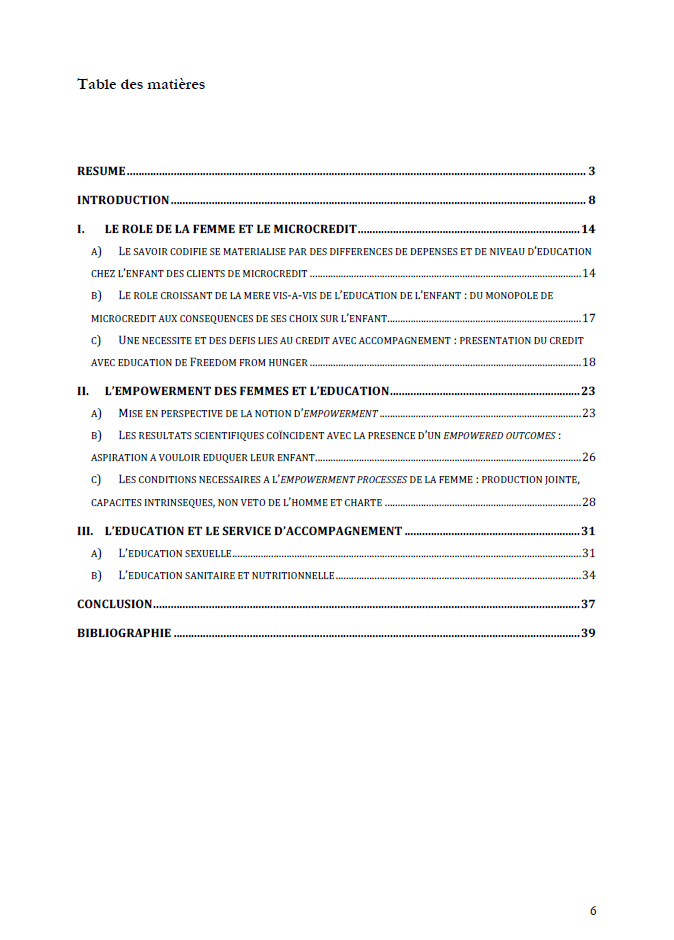 Table des matières
RESUME 3
INTRODUCTION 8
I. LE ROLE DE LA FEMME ET LE MICROCREDIT 14
A) LE SAVOIR CODIFIE SE MATERIALISE PAR DES DIFFERENCES DE DEPENSES ET DE NIVEAU D'EDUCATION
CHEZ L'ENFANT DES CLIENTS DE MICROCREDIT 14
B) LE ROLE CROISSANT DE LA MERE VIS-A-VIS DE L'EDUCATION DE L'ENFANT : DU MONOPOLE DE
MICROCREDIT AUX CONSEQUENCES DE SES CHOIX SUR L'ENFANT 17
C) UNE NECESSITE ET DES DEFIS LIES AU CREDIT AVEC ACCOMPAGNEMENT : PRESENTATION DU CREDIT
AVEC EDUCATION DE FREEDOM FROM HUNGER 18
II. L'EMPOWERMENT DES FEMMES ET L'EDUCATION 23
A) MISE EN PERSPECTIVE DE LA NOTION D'EMPOWERMENT 23
B) LES RESULTATS SCIENTIFIQUES COÏNCIDENT AVEC LA PRESENCE D'UN EMPOWERED OUTCOMES :
ASPIRATION A VOULOIR EDUQUER LEUR ENFANT 26
C) LES CONDITIONS NECESSAIRES A L'EMPOWERMENT PROCESSES DE LA FEMME : PRODUCTION JOINTE,
CAPACITES INTRINSEQUES, NON VETO DE L'HOMME ET CHARTE 28
III. L'EDUCATION ET LE SERVICE D'ACCOMPAGNEMENT 31
A) L'EDUCATION SEXUELLE 31
B) L'EDUCATION SANITAIRE ET NUTRITIONNELLE 34
CONCLUSION 37
BIBLIOGRAPHIE 39
6